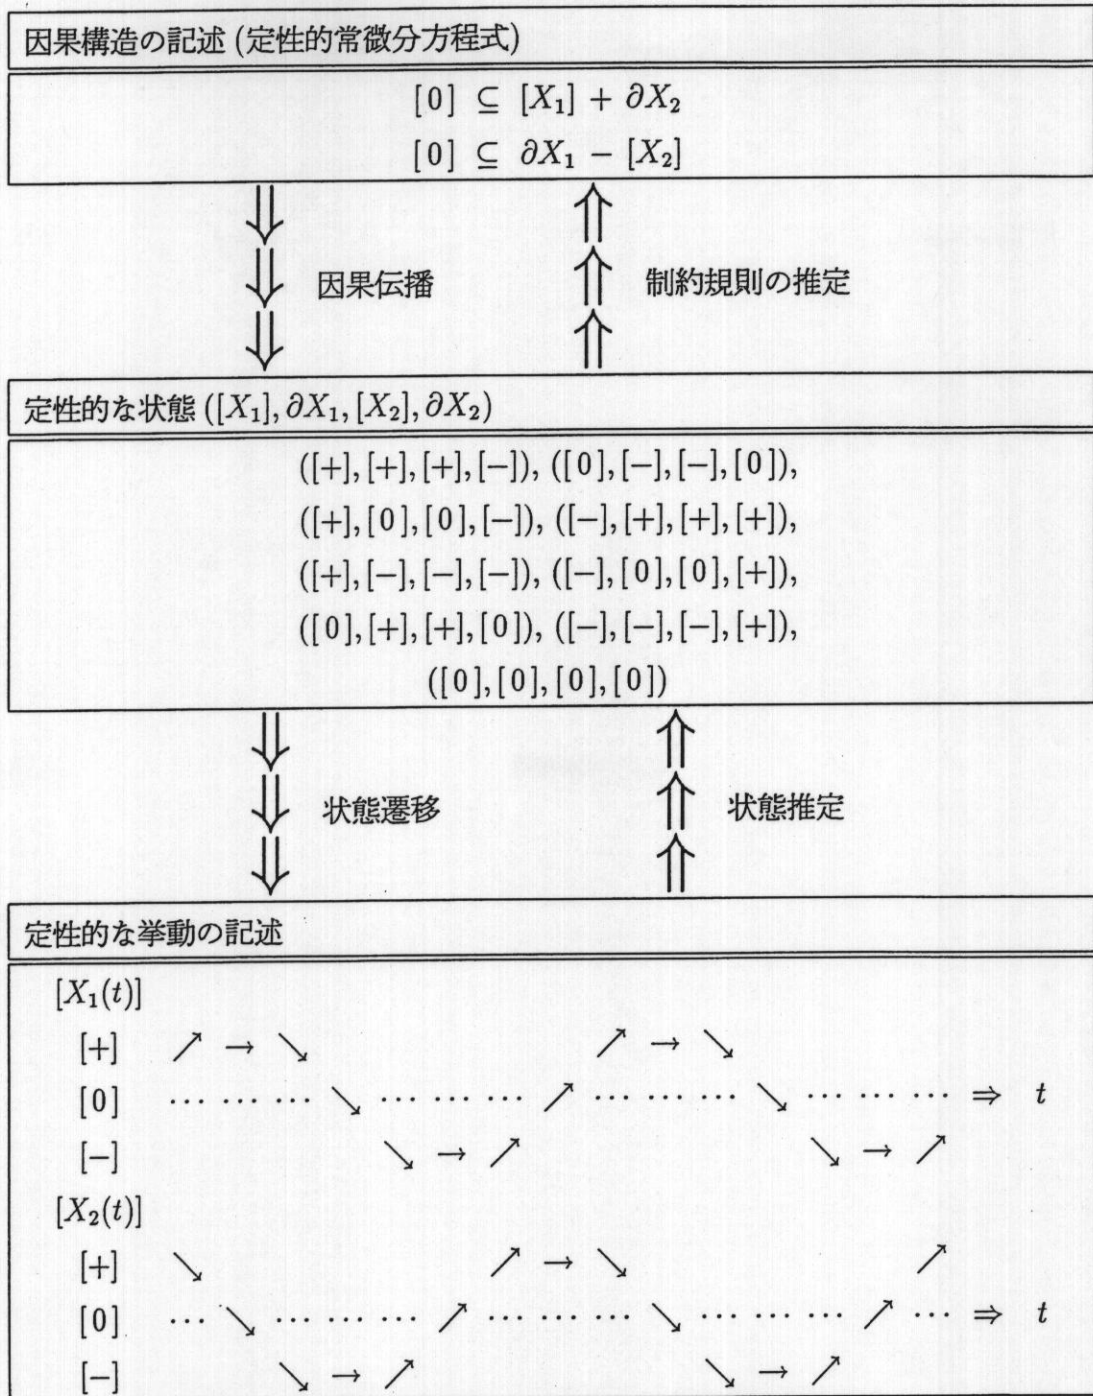 因果構造の記述 (定性的常微分方程式)
[0] ⊆ [X₁] + ∂X₂
[0] ⊆ ∂X₁ − [X₂]
⇓ ⇑
⇓ 因果伝播 ⇑ 制約規則の推定
⇓ ⇑
定性的な状態 ([X₁], ∂X₁, [X₂], ∂X₂)
([+], [+], [+], [−]), ([0], [−], [−], [0]),
([+], [0], [0], [−]), ([−], [+], [+], [+]),
([+], [−], [−], [−]), ([−], [0], [0], [+]),
([0], [+], [+], [0]), ([−], [−], [−], [+]),
([0], [0], [0], [0])
⇓ ⇑
⇓ 状態遷移 ⇑ 状態推定
⇓ ⇑
定性的な挙動の記述
[X₁(t)]
[+] ↗ → ↘ ↗ → ↘
[0] ··· ··· ··· ↘ ··· ··· ··· ↗ ··· ··· ··· ↘ ··· ··· ··· ⇒ t
[−] ↘ → ↗ ↘ → ↗
[X₂(t)]
[+] ↘ ↗ → ↘ ↗
[0] ··· ↘ ··· ··· ··· ↗ ··· ··· ··· ↘ ··· ··· ··· ↗ ··· ⇒ t
[−] ↘ → ↗ ↘ → ↗